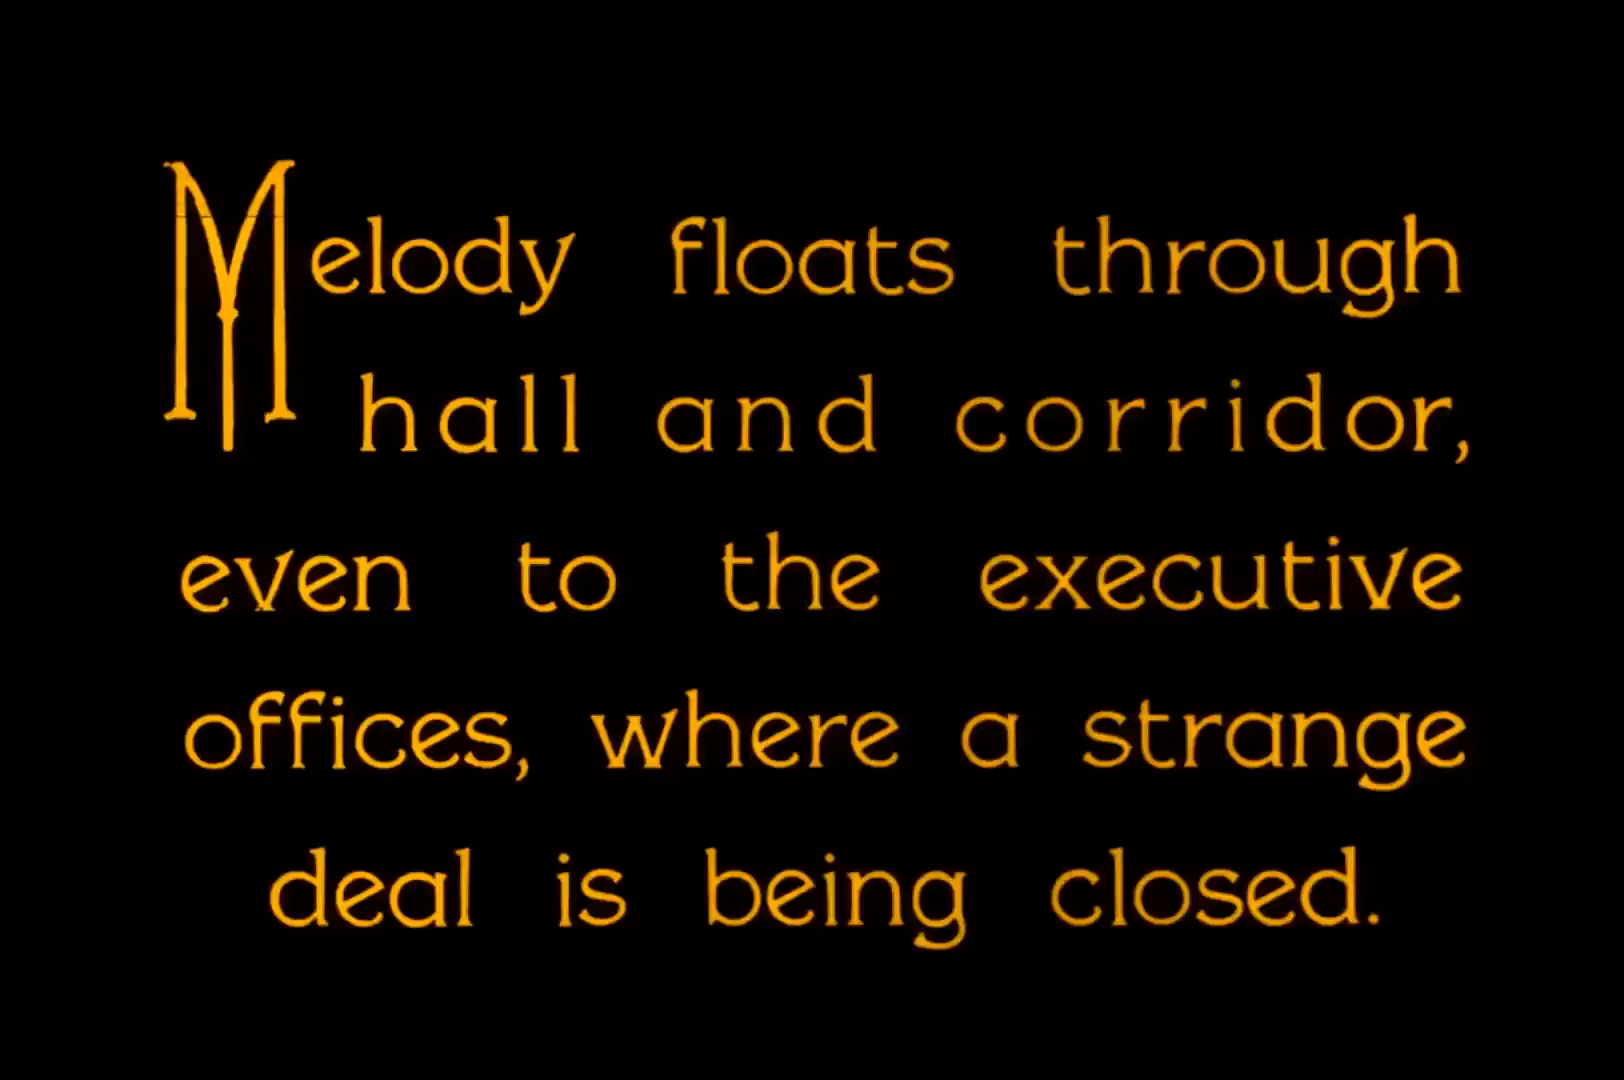 Melody floats through
hall and corridor,
even to the executive
offices, where a strange
deal is being closed.